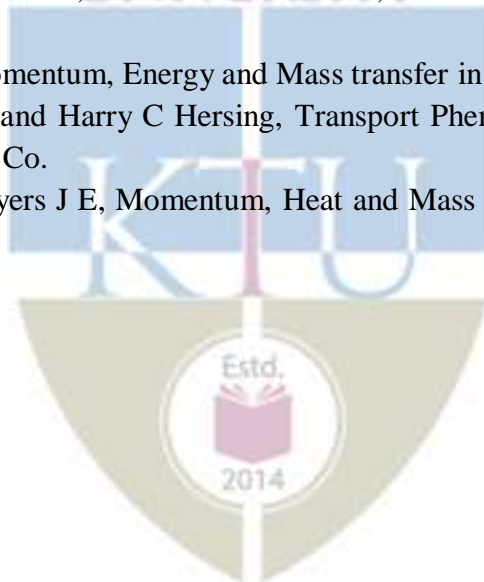 omentum, Energy and Mass transfer in
and Harry C Hersing, Transport Phen
Co.
yers J E, Momentum, Heat and Mass
KTU
Estd.
2014